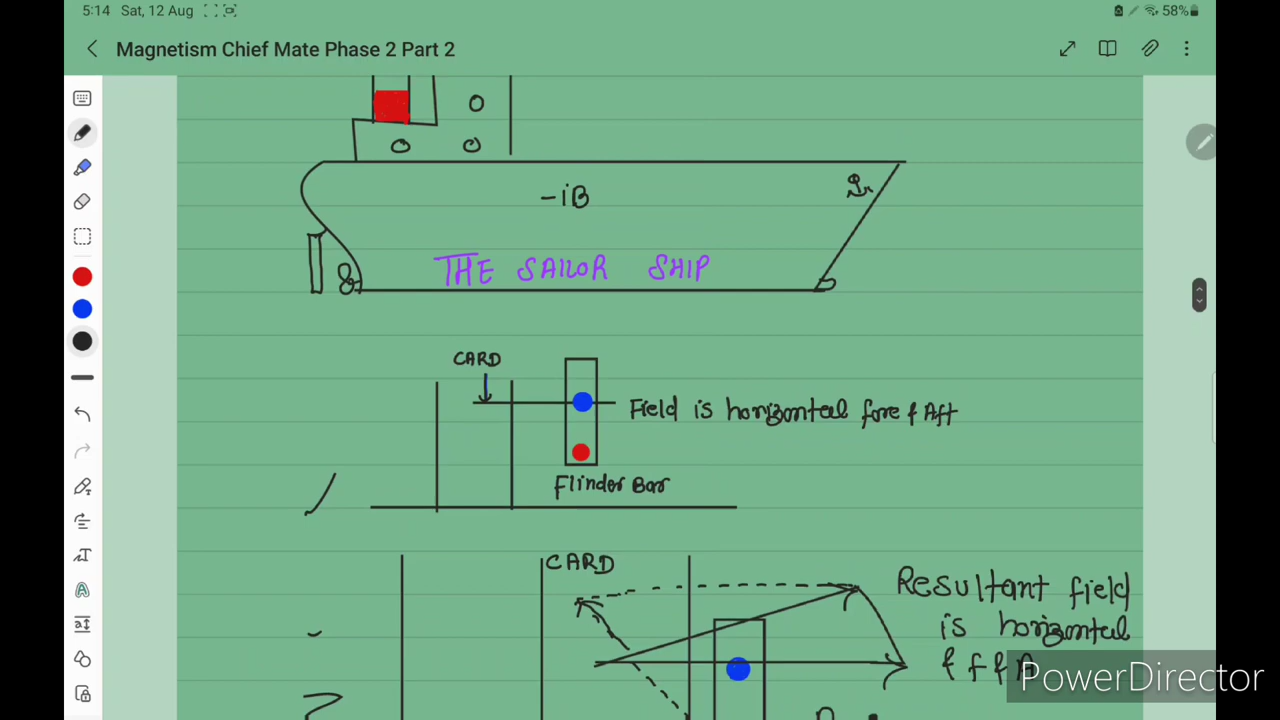 5:14 Sat, 12 Aug
58%
Magnetism Chief Mate Phase 2 Part 2
-iB
THE SAILOR SHIP
CARD
Field is horizontal fore & Aft
Flinder Bar
CARD
Resultant field
is horizontal
& f & A
PowerDirector